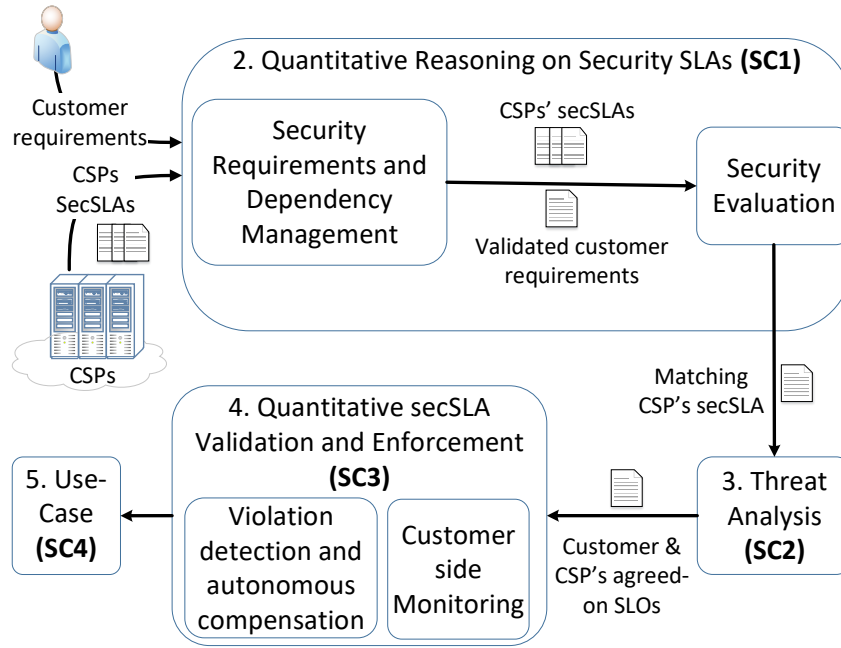 2. Quantitative Reasoning on Security SLAs (SC1)
Customer
requirements
CSPs
SecSLAs
CSPs
Security
Requirements and
Dependency
Management
CSPs’ secSLAs
Validated customer
requirements
Security
Evaluation
Matching
CSP’s secSLA
3. Threat
Analysis
(SC2)
Customer &
CSP’s agreed-
on SLOs
4. Quantitative secSLA
Validation and Enforcement
(SC3)
Violation
detection and
autonomous
compensation
Customer
side
Monitoring
5. Use-
Case
(SC4)